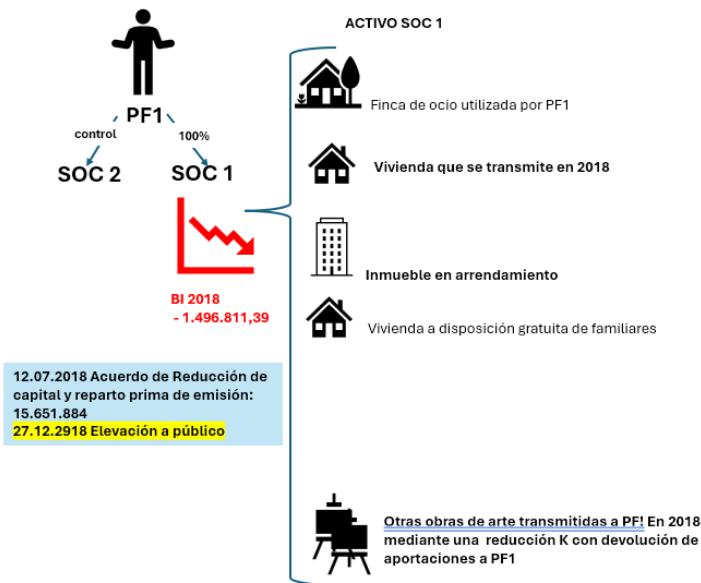 ACTIVO SOC 1
PF1
control
100%
SOC 2
SOC 1
BI 2018
- 1.496.811,39
12.07.2018 Acuerdo de Reducción de
capital y reparto prima de emisión:
15.651.884
27.12.2918 Elevación a público
Finca de ocio utilizada por PF1
Vivienda que se transmite en 2018
Inmueble en arrendamiento
Vivienda a disposición gratuita de familiares
Otras obras de arte transmitidas a PF! En 2018
mediante una reducción K con devolución de
aportaciones a PF1